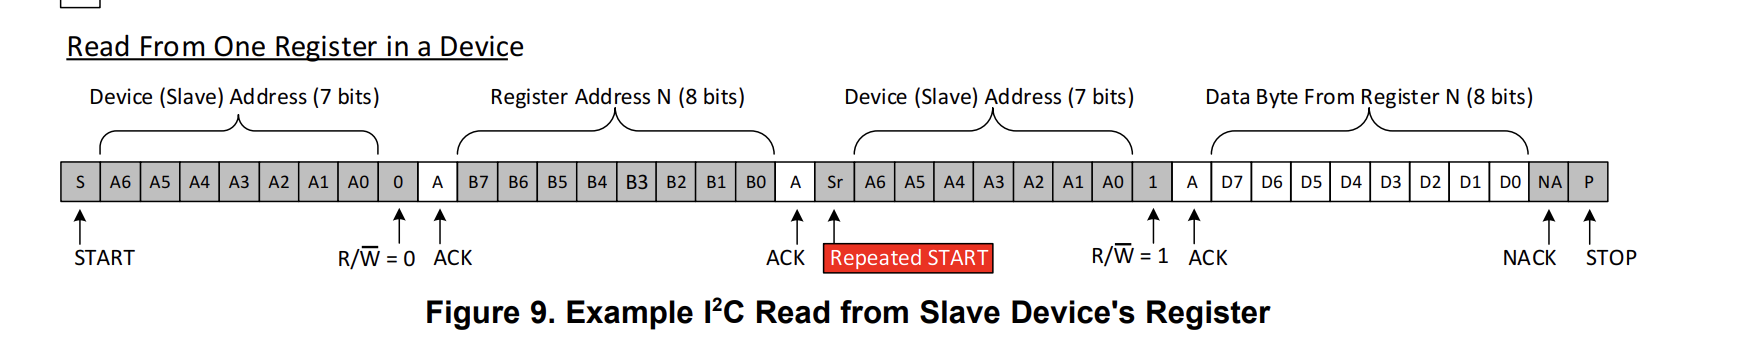 Read From One Register in a Device
Device (Slave) Address (7 bits) Register Address N (8 bits) Device (Slave) Address (7 bits) Data Byte From Register N (8 bits)
S A6 A5 A4 A3 A2 A1 A0 0 A B7 B6 B5 B4 B3 B2 B1 B0 A Sr A6 A5 A4 A3 A2 A1 A0 1 A D7 D6 D5 D4 D3 D2 D1 D0 NA P
START R/W̅ = 0 ACK ACK Repeated START R/W̅ = 1 ACK NACK STOP
Figure 9. Example I²C Read from Slave Device's Register